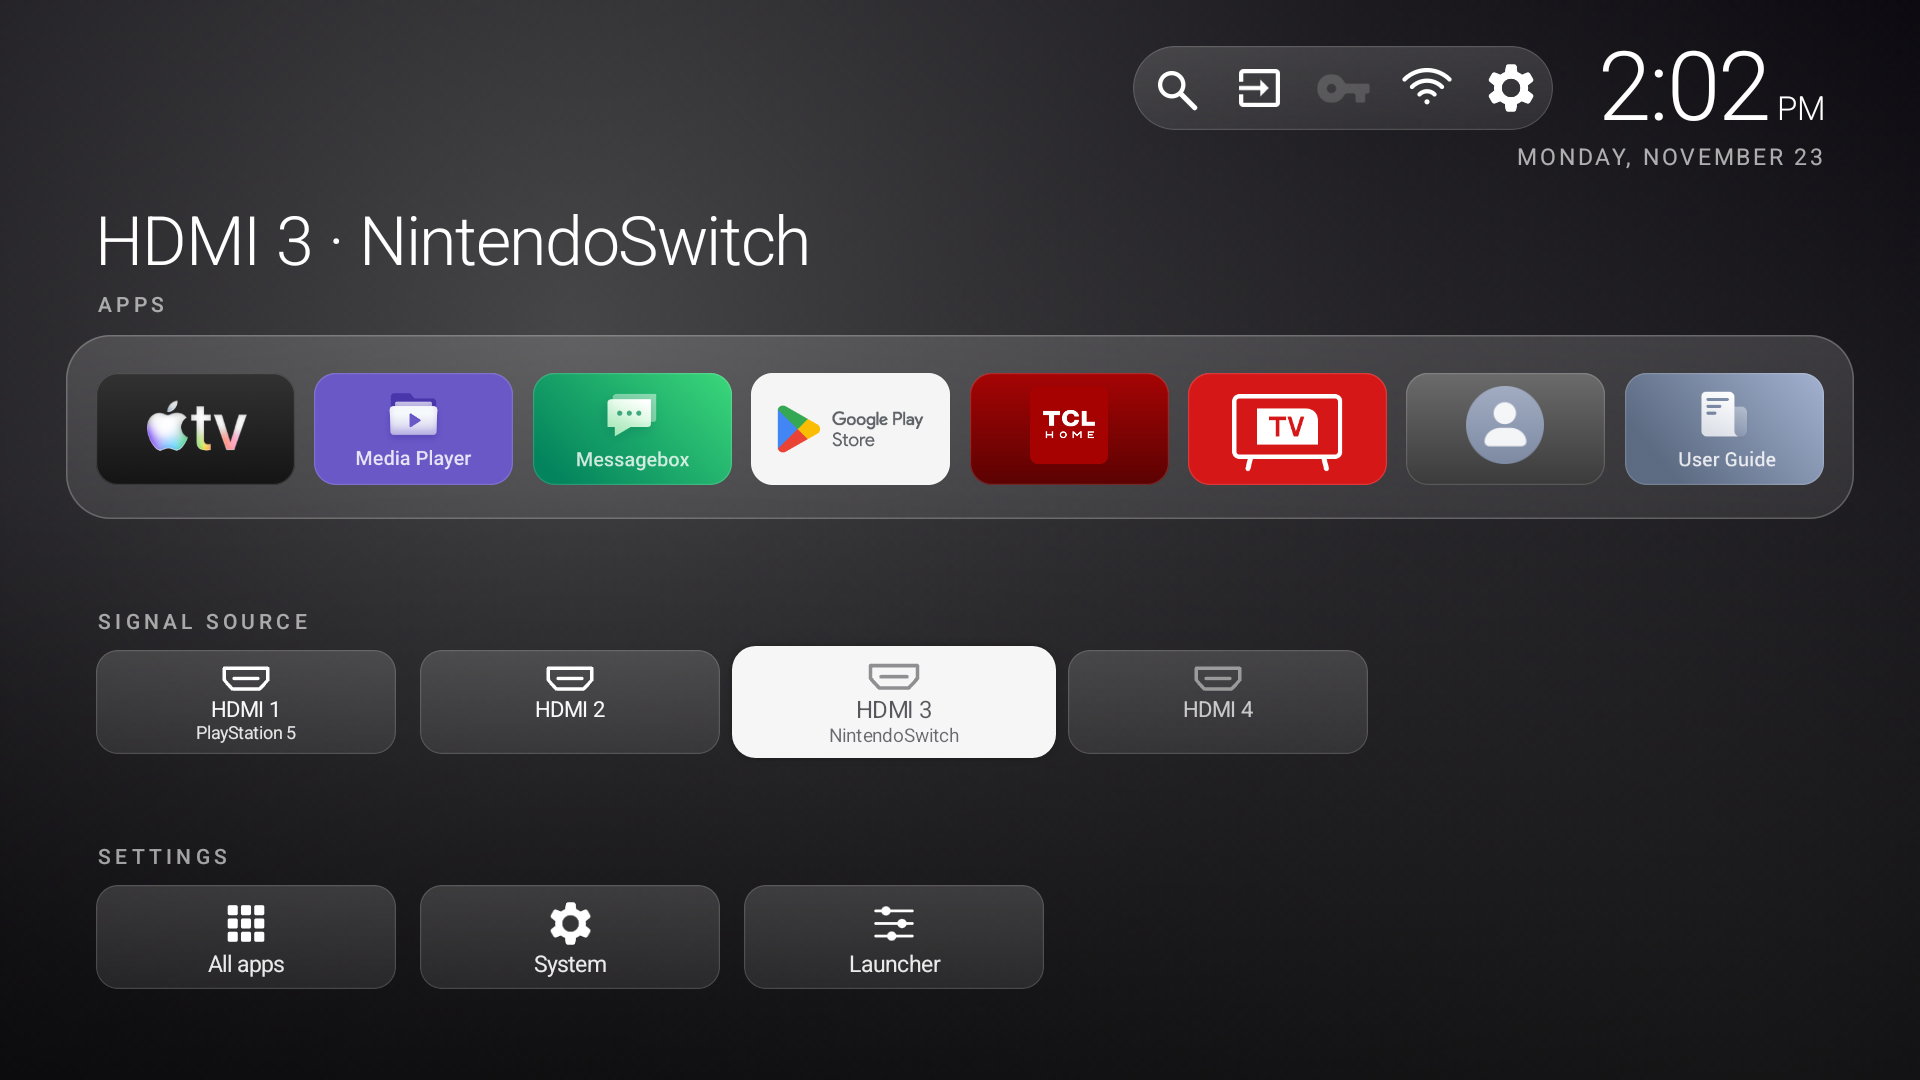 2:02 PM
MONDAY, NOVEMBER 23
HDMI 3 · NintendoSwitch
APPS
tv
Media Player
Messagebox
Google Play
Store
TCL
HOME
TV
User Guide
SIGNAL SOURCE
HDMI 1
PlayStation 5
HDMI 2
HDMI 3
NintendoSwitch
HDMI 4
SETTINGS
All apps
System
Launcher